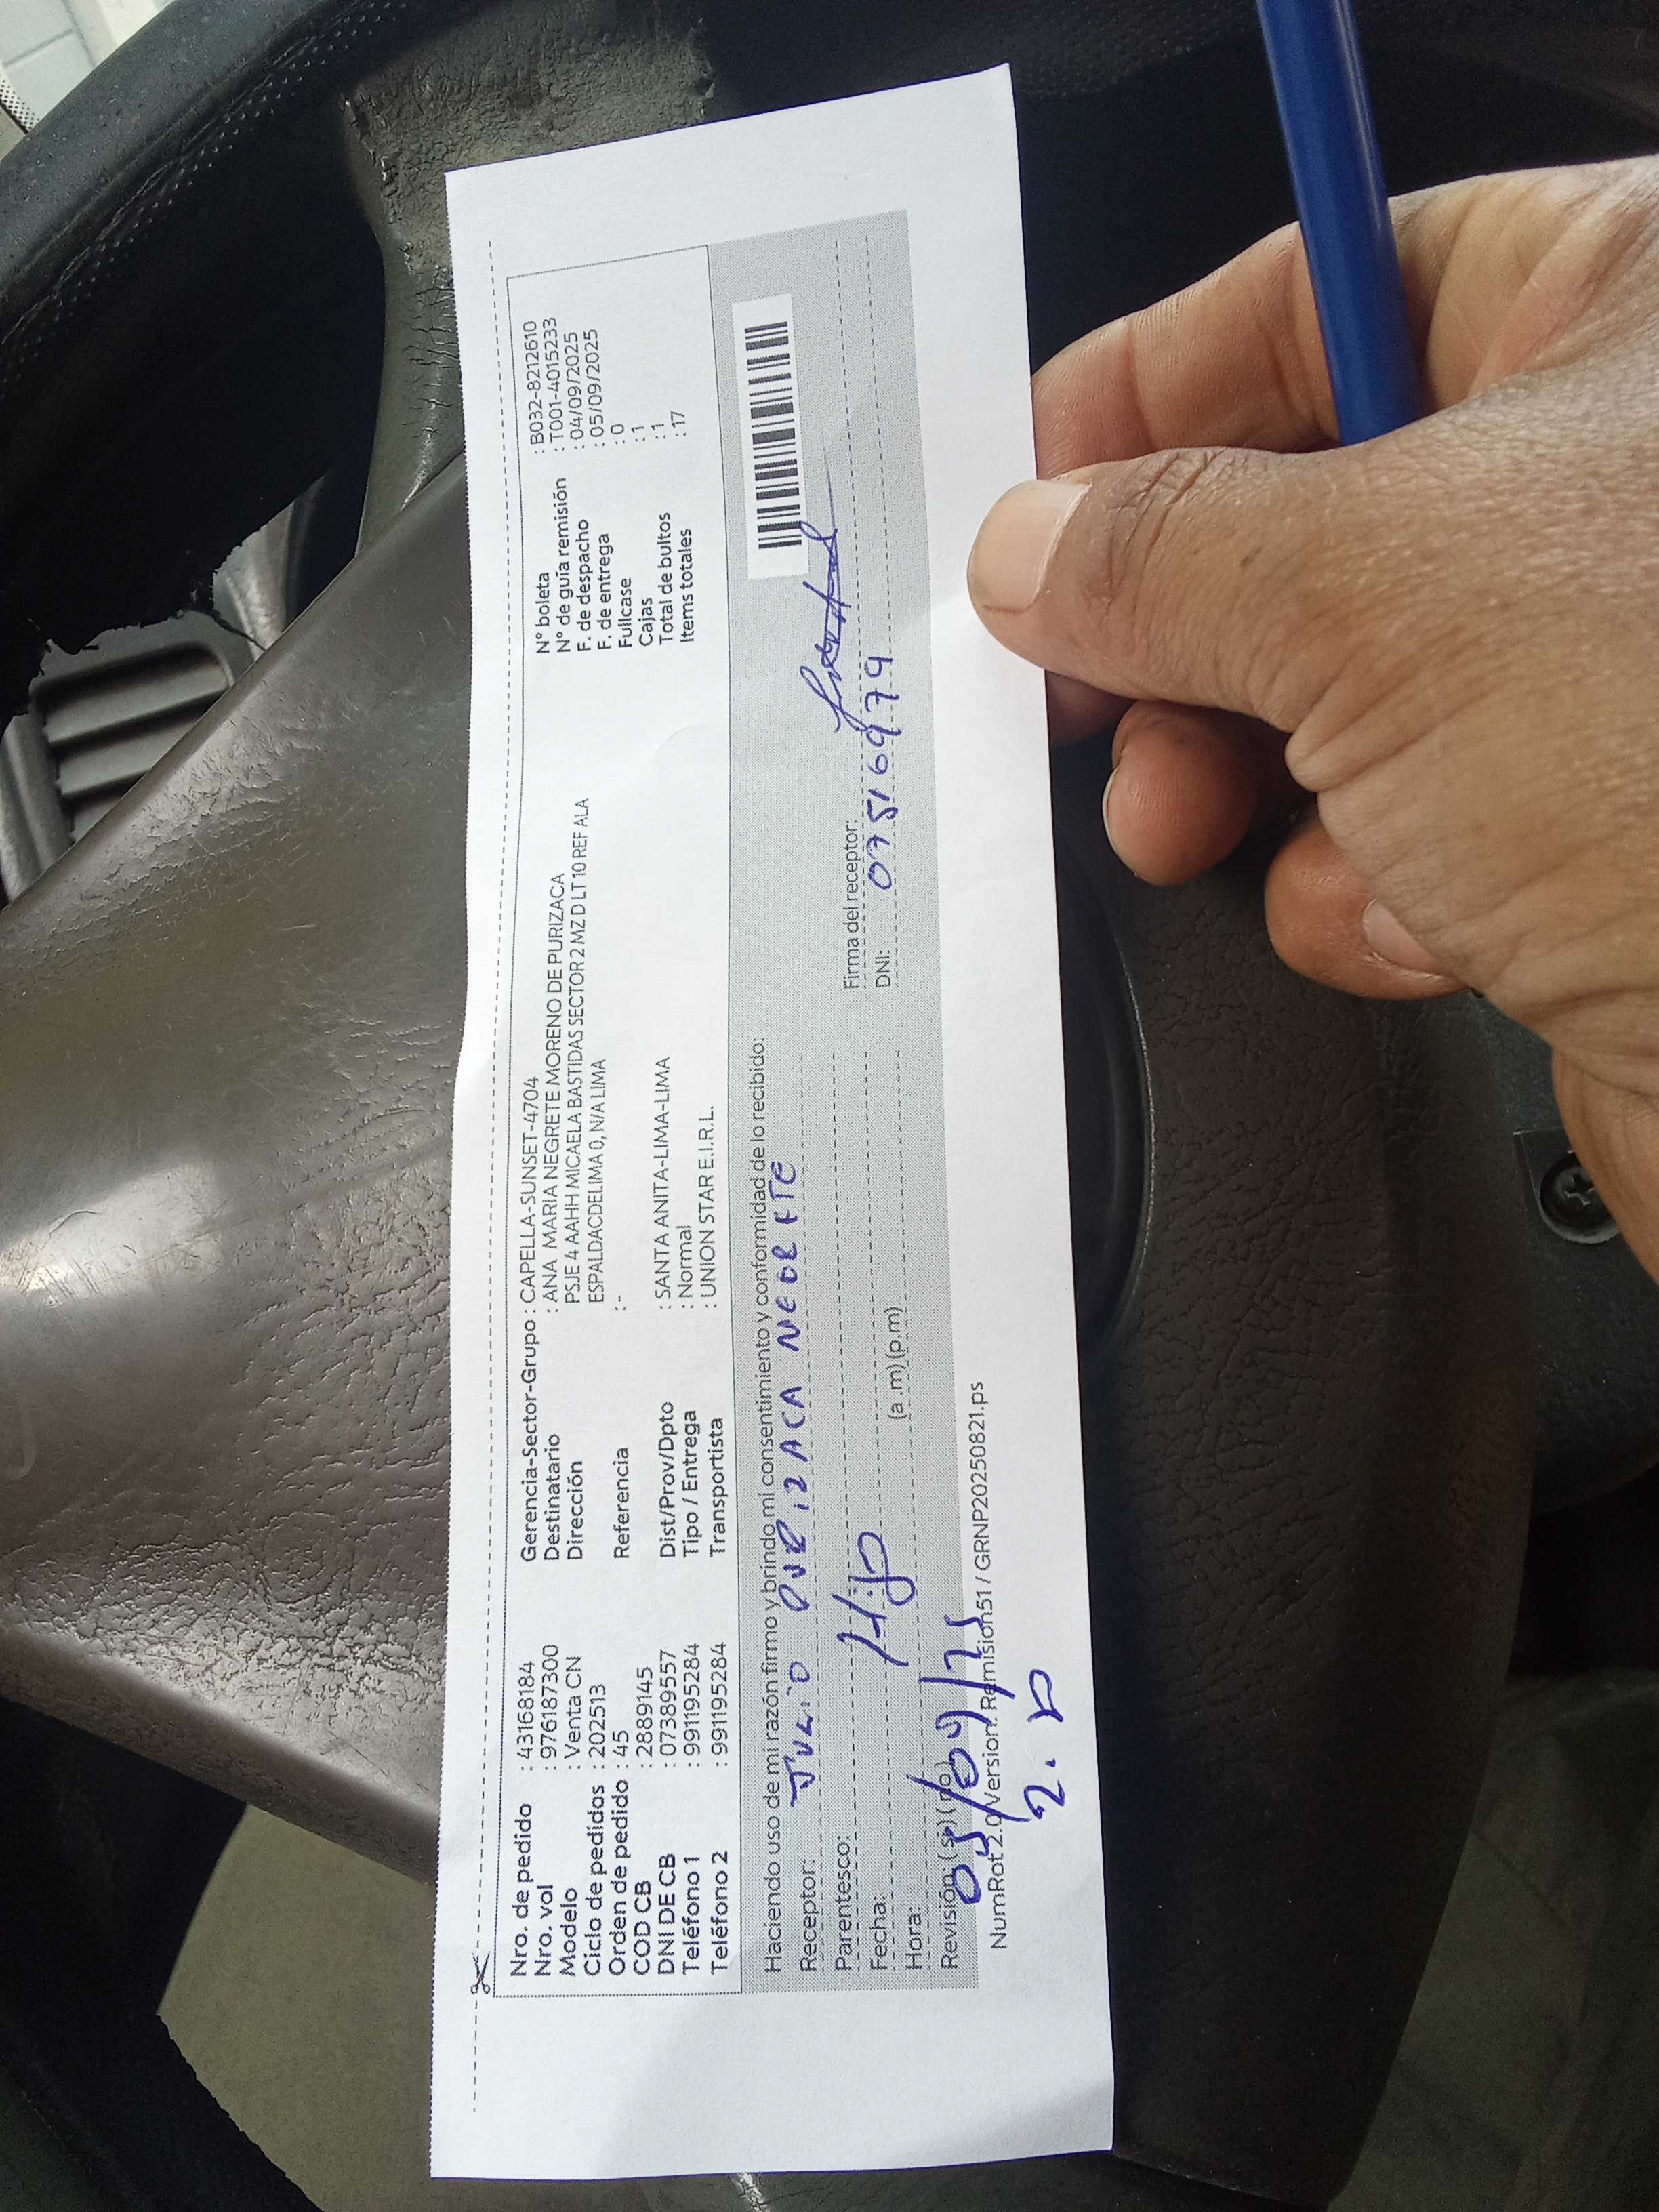 Nro. de pedido : 43168184
Nro. vol : 976187300
Modelo : Venta CN
Ciclo de pedidos : 202513
Orden de pedido : 45
COD CB : 2889145
DNI DE CB : 07389557
Teléfono 1 : 991195284
Teléfono 2 : 991195284
Gerencia-Sector-Grupo : CAPELLA-SUNSET-4704
Destinatario : ANA MARIA NEGRETE MORENO DE PURIZACA
Dirección PSJE 4 AAHH MICAELA BASTIDAS SECTOR 2 MZ D LT 10 REF ALA
ESPALDACDELIMA 0, N/A LIMA
Referencia : -
Dist/Prov/Dpto : SANTA ANITA-LIMA-LIMA
Tipo / Entrega : Normal
Transportista : UNION STAR E.I.R.L.
N° boleta : B032-8212610
N° de guía remisión : T001-4015233
F. de despacho : 04/09/2025
F. de entrega : 05/09/2025
Fullcase : 0
Cajas : 1
Total de bultos : 1
Items totales : 17
Haciendo uso de mi razón firmo y brindo mi consentimiento y conformidad de lo recibido:
Receptor: JULIO PURIZACA
Parentesco: Hijo
Fecha:
Hora: (a .m) (p.m)
Revisión: (si) (no)
05/09/25
Firma del receptor:
DNI: 07516979
NumRot 2.0 Version: Remision51 / GRNP20250821.ps